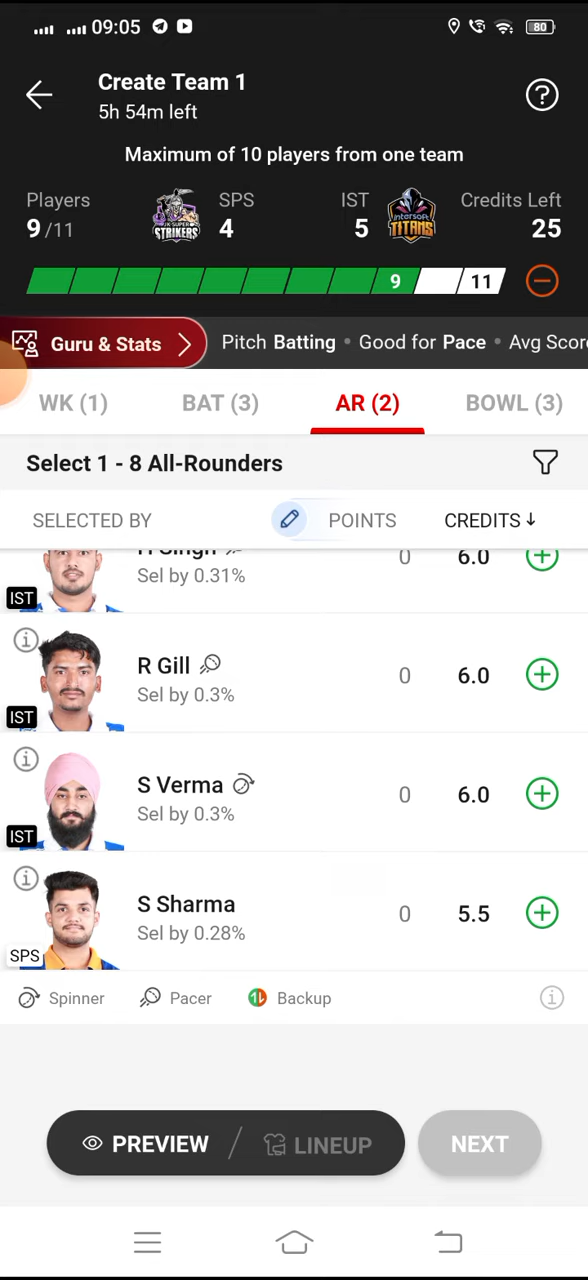 09:05 80
Create Team 1
5h 54m left
Maximum of 10 players from one team
Players SPS IST Credits Left
9/11 4 5 25
STRIKERS
intersoft
TITANS
9 11
Guru & Stats Pitch Batting • Good for Pace • Avg Scor
WK (1) BAT (3) AR (2) BOWL (3)
Select 1 - 8 All-Rounders
SELECTED BY POINTS CREDITS↓
Singh 0 6.0
Sel by 0.31%
IST
R Gill 0 6.0
Sel by 0.3%
IST
S Verma 0 6.0
Sel by 0.3%
IST
S Sharma 0 5.5
Sel by 0.28%
SPS
Spinner Pacer Backup
PREVIEW / LINEUP NEXT